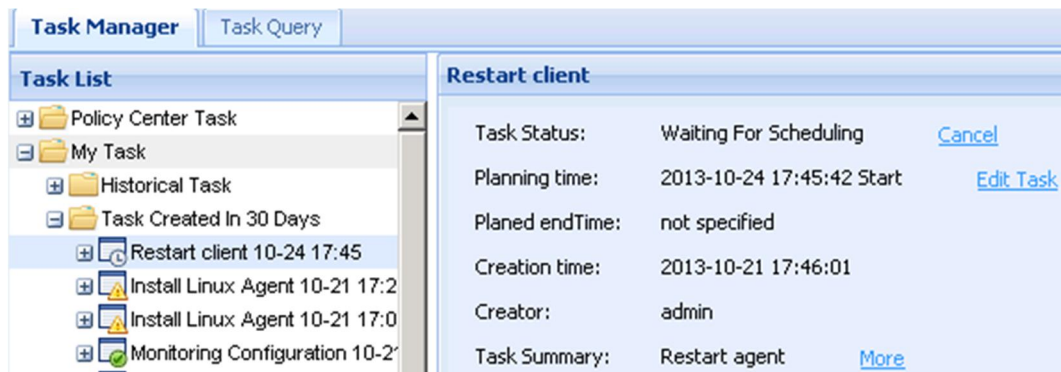 Task Manager
Task Query
Task List
Policy Center Task
My Task
Historical Task
Task Created In 30 Days
Restart client 10-24 17:45
Install Linux Agent 10-21 17:2
Install Linux Agent 10-21 17:0
Monitoring Configuration 10-2
Restart client
Task Status: Waiting For Scheduling Cancel
Planning time: 2013-10-24 17:45:42 Start Edit Task
Planed endTime: not specified
Creation time: 2013-10-21 17:46:01
Creator: admin
Task Summary: Restart agent More